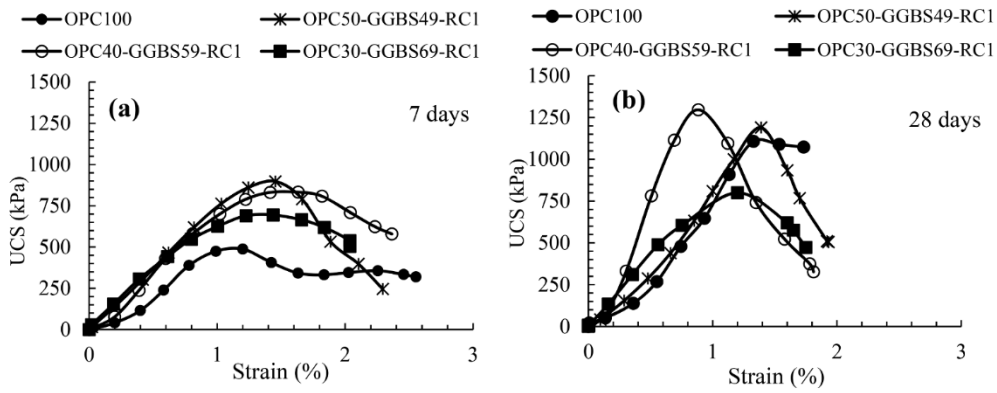 OPC100
OPC50-GGBS49-RC1
OPC40-GGBS59-RC1
OPC30-GGBS69-RC1
1500
1250
1000
750
500
250
0
UCS (kPa)
(a)
7 days
0
1
2
3
Strain (%)
OPC100
OPC50-GGBS49-RC1
OPC40-GGBS59-RC1
OPC30-GGBS69-RC1
1500
1250
1000
750
500
250
0
UCS (kPa)
(b)
28 days
0
1
2
3
Strain (%)